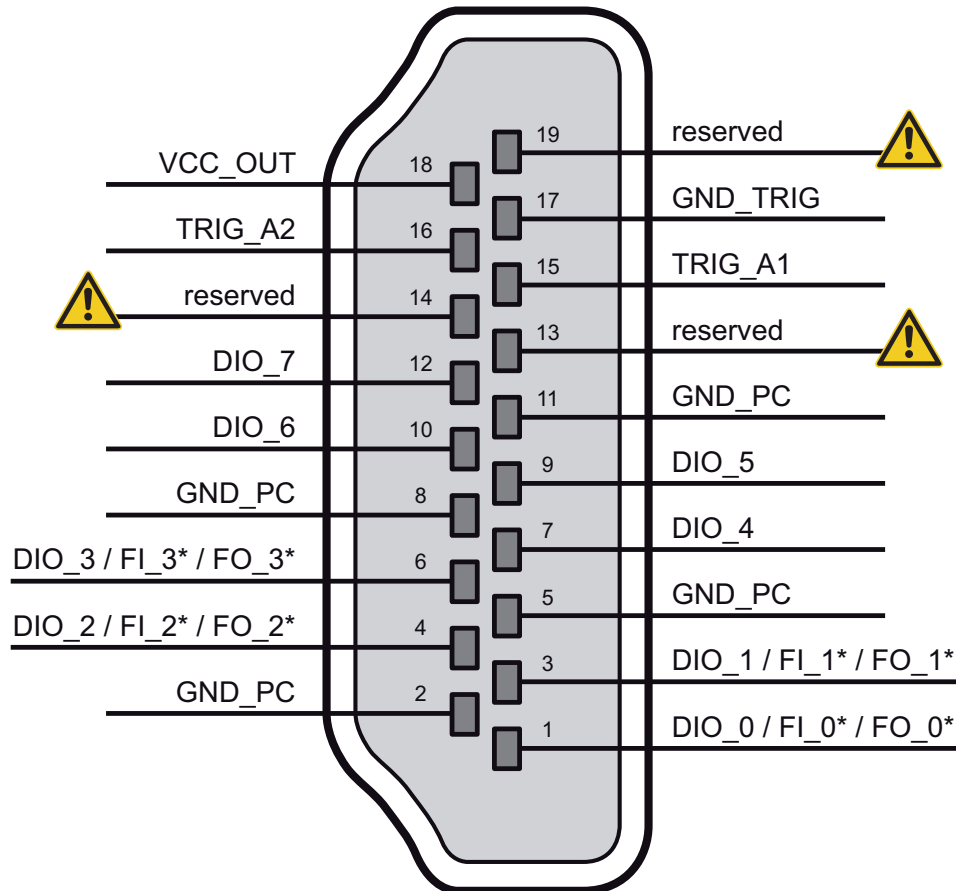 19 reserved
VCC_OUT 18
17 GND_TRIG
TRIG_A2 16
15 TRIG_A1
reserved 14
13 reserved
DIO_7 12
11 GND_PC
DIO_6 10
9 DIO_5
GND_PC 8
7 DIO_4
DIO_3 / FI_3* / FO_3* 6
5 GND_PC
DIO_2 / FI_2* / FO_2* 4
3 DIO_1 / FI_1* / FO_1*
GND_PC 2
1 DIO_0 / FI_0* / FO_0*